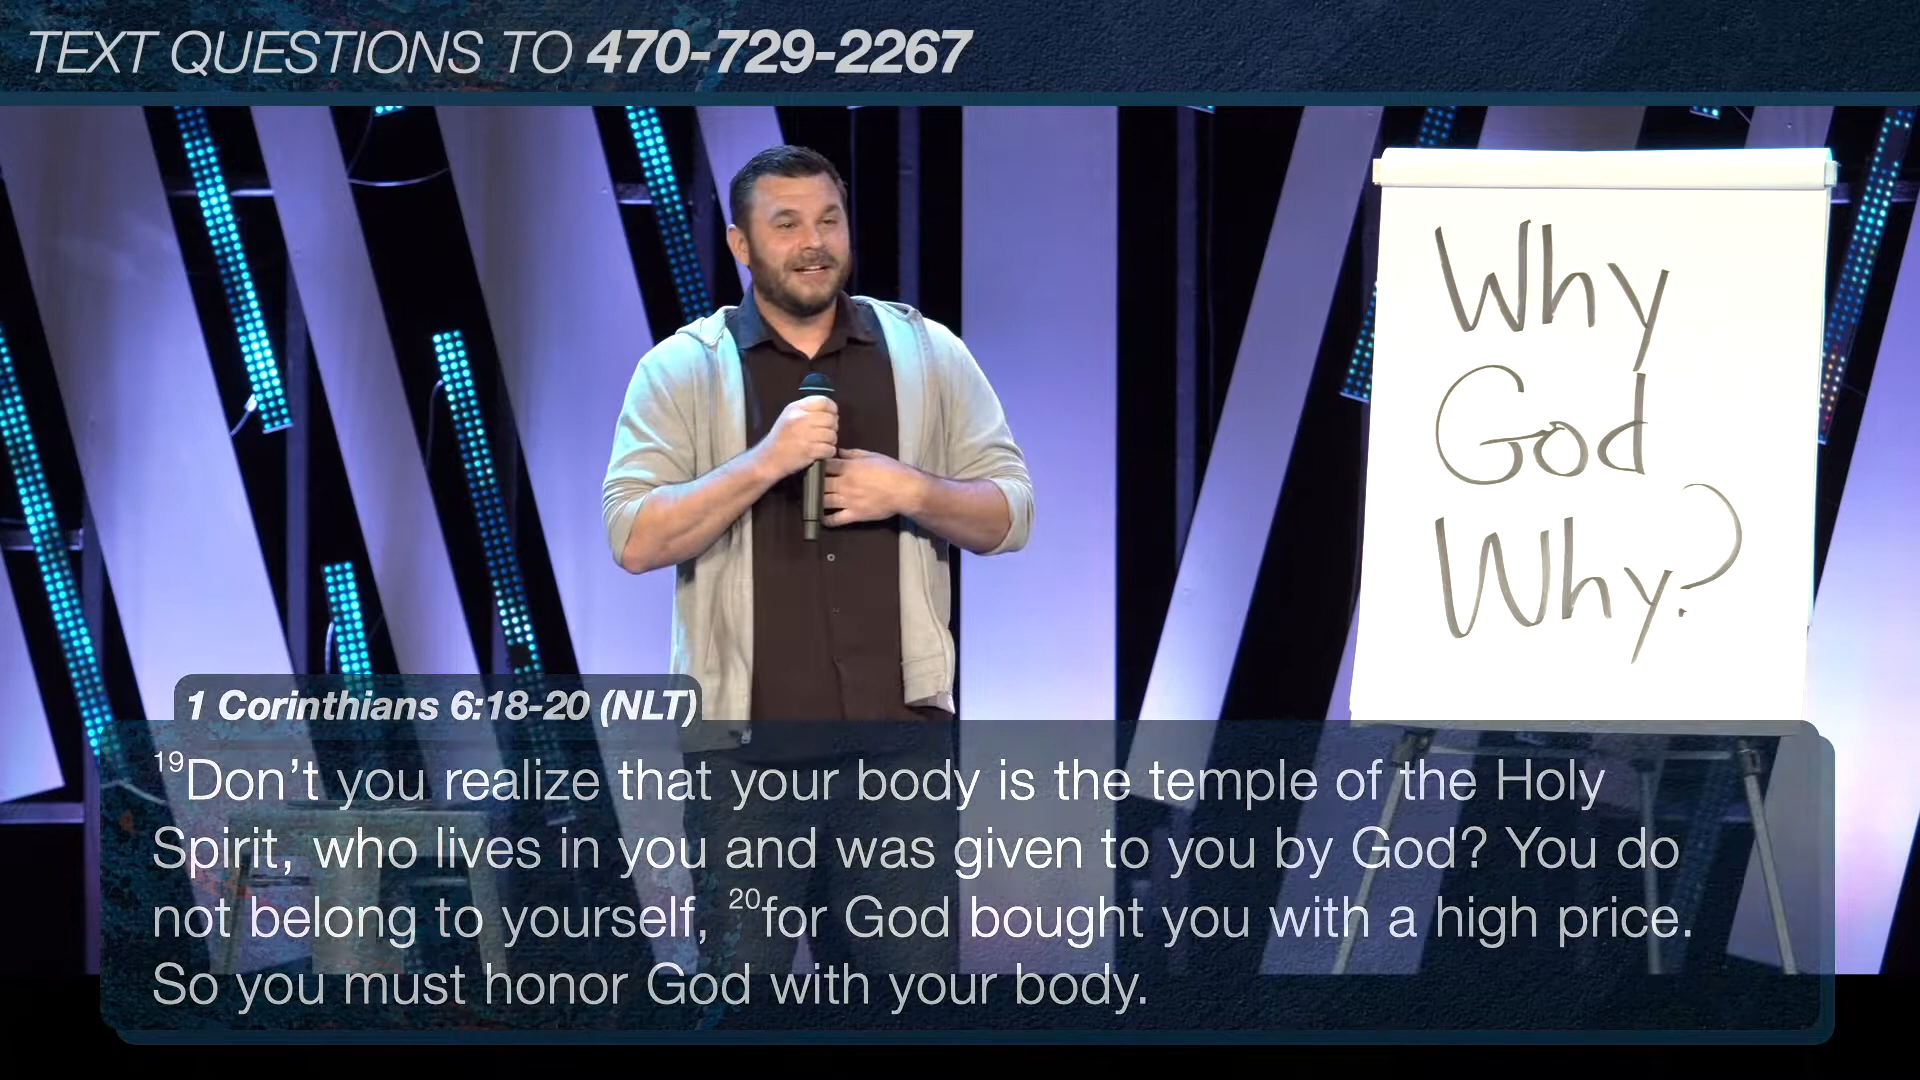 TEXT QUESTIONS TO 470-729-2267
Why
God
Why?
1 Corinthians 6:18-20 (NLT)
19Don’t you realize that your body is the temple of the Holy
Spirit, who lives in you and was given to you by God? You do
not belong to yourself, 20for God bought you with a high price.
So you must honor God with your body.